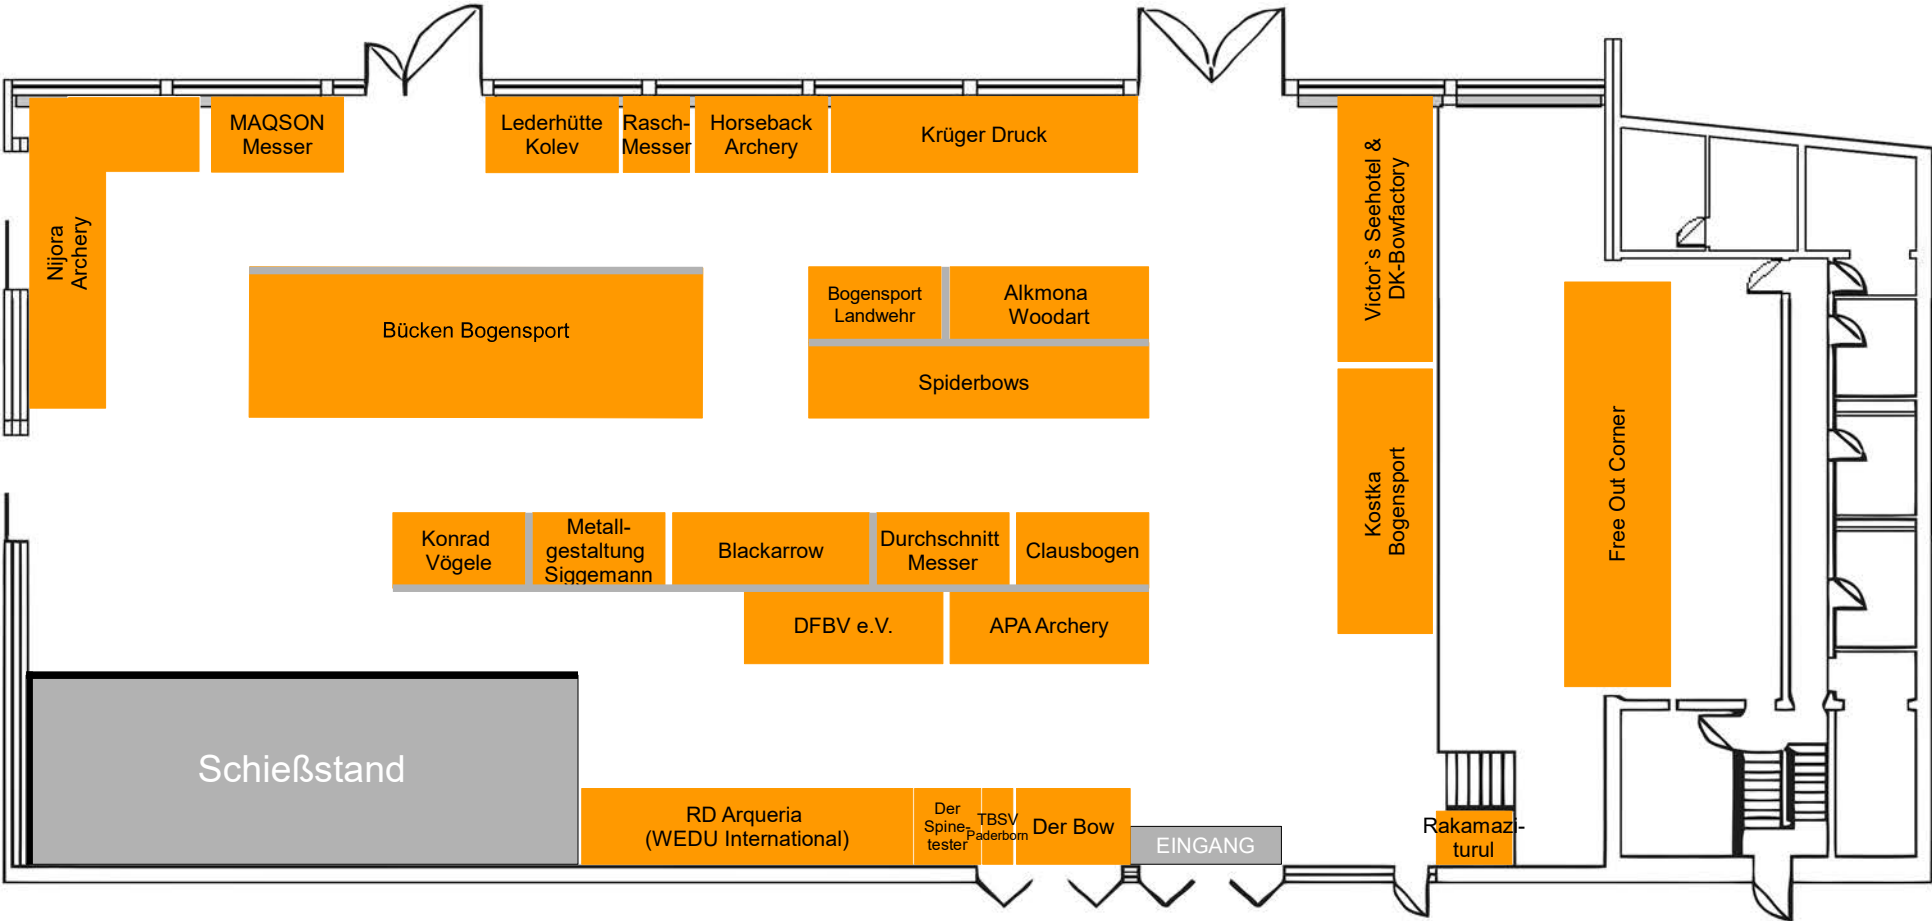 MAQSON
Messer
Lederhütte
Kolev
Rasch-
Messer
Horseback
Archery
Krüger Druck
Victor`s Seehotel &
DK-Bowfactory
Nijora
Archery
Bücken Bogensport
Bogensport
Landwehr
Alkmona
Woodart
Spiderbows
Kostka
Bogensport
Free Out Corner
Konrad
Vögele
Metall-
gestaltung
Siggemann
Blackarrow
Durchschnitt
Messer
Clausbogen
DFBV e.V.
APA Archery
Schießstand
RD Arqueria
(WEDU International)
Der
Spine-
tester
TBSV
Paderborn
Der Bow
EINGANG
Rakamazi-
turul